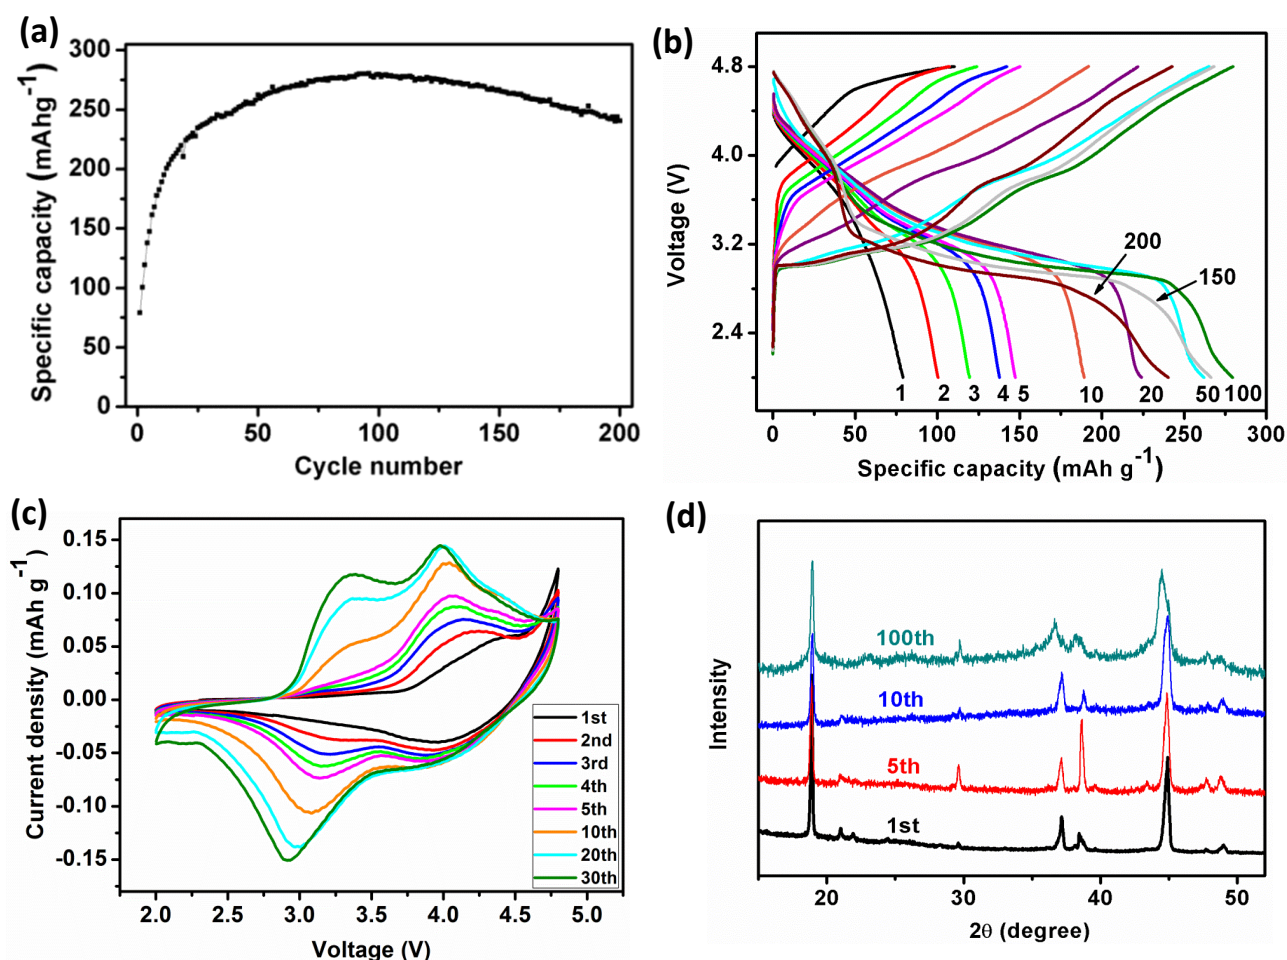 (a)
300
250
200
150
100
50
0
0 50 100 150 200
Specific capacity (mAhg⁻¹)
Cycle number
(b)
4.8
4.0
3.2
2.4
0 50 100 150 200 250 300
Voltage (V)
Specific capacity (mAh g⁻¹)
200
150
1 2 3 4 5 10 20 50 100
(c)
0.15
0.10
0.05
0.00
-0.05
-0.10
-0.15
2.0 2.5 3.0 3.5 4.0 4.5 5.0
Current density (mAh g⁻¹)
Voltage (V)
1st
2nd
3rd
4th
5th
10th
20th
30th
(d)
100th
10th
5th
1st
20 30 40 50
Intensity
2θ (degree)